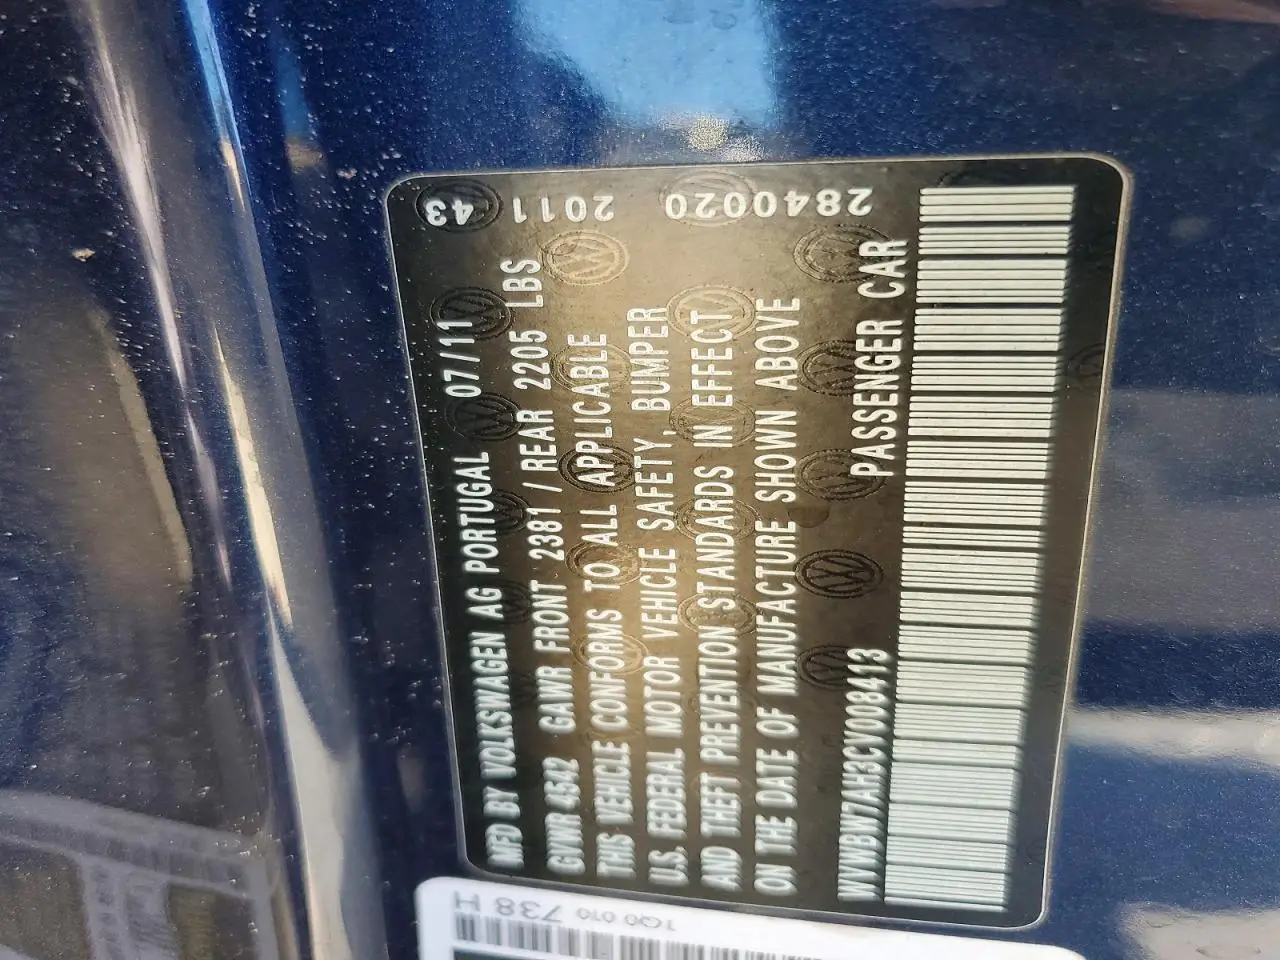 MFD BY VOLKSWAGEN AG PORTUGAL 07/11
GVWR 4542 GAWR FRONT 2381 / REAR 2205 LBS
THIS VEHICLE CONFORMS TO ALL APPLICABLE
U.S. FEDERAL MOTOR VEHICLE SAFETY, BUMPER
AND THEFT PREVENTION STANDARDS IN EFFECT
ON THE DATE OF MANUFACTURE SHOWN ABOVE
WVWBW7AH3CV008413 PASSENGER CAR
2840020 2011 43
1Q0 010 738 H